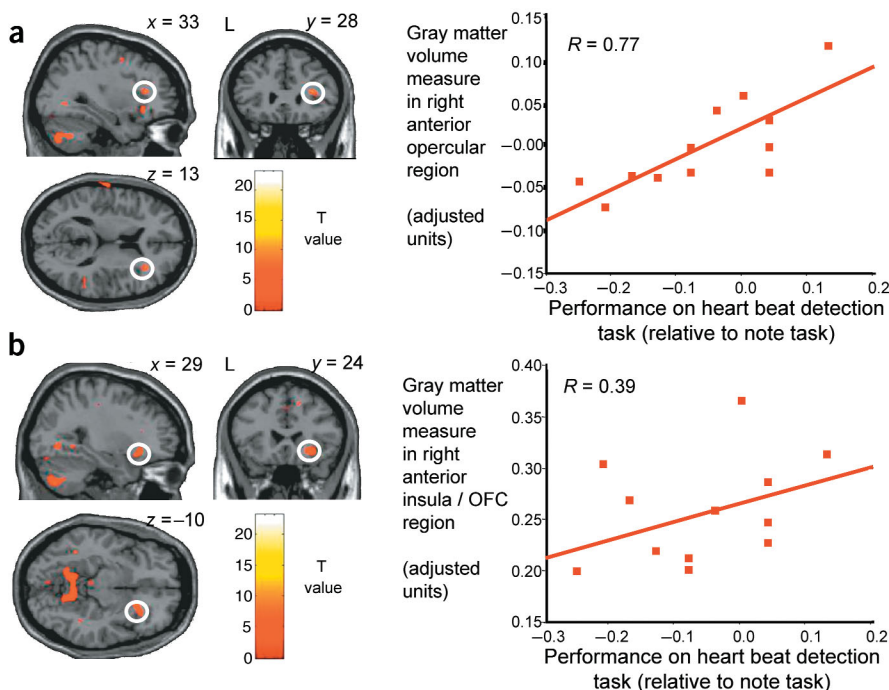 a
x = 33
L
y = 28
z = 13
20
15
10
5
0
T
value
Gray matter
volume
measure
in right
anterior
opercular
region
(adjusted
units)
R = 0.77
0.15
0.10
0.05
−0.00
−0.05
−0.10
−0.15
−0.3 −0.2 −0.1 0.0 0.1 0.2
Performance on heart beat detection
task (relative to note task)
b
x = 29
L
y = 24
z = −10
20
15
10
5
0
T
value
Gray matter
volume
measure
in right
anterior
insula / OFC
region
(adjusted
units)
R = 0.39
0.40
0.35
0.30
0.25
0.20
0.15
−0.3 −0.2 −0.1 0.0 0.1 0.2
Performance on heart beat detection
task (relative to note task)